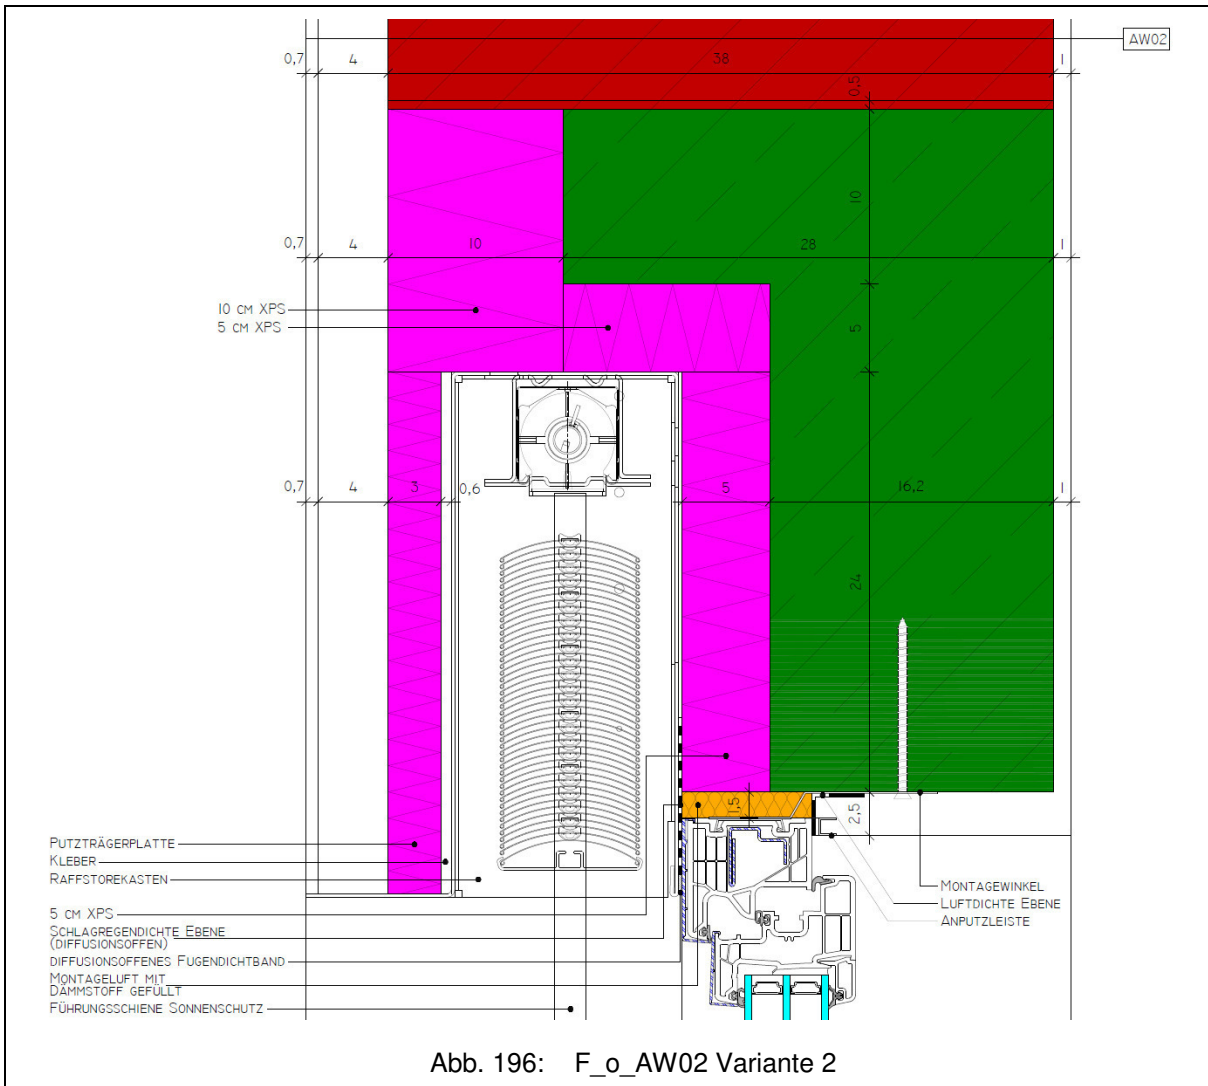 AW02
0,7
4
38
1
0,5
10
0,7
4
10
28
1
10 CM XPS
5 CM XPS
5
0,7
4
3
0,6
5
16,2
1
24
1,5
2,5
PUTZTRÄGERPLATTE
KLEBER
RAFFSTOREKASTEN
5 CM XPS
SCHLAGREGENDICHTE EBENE
(DIFFUSIONSOFFEN)
DIFFUSIONSOFFENES FUGENDICHTBAND
MONTAGELUFT MIT
DÄMMSTOFF GEFÜLLT
FÜHRUNGSSCHIENE SONNENSCHUTZ
MONTAGEWINKEL
LUFTDICHTE EBENE
ANPUTZLEISTE
Abb. 196: F_o_AW02 Variante 2